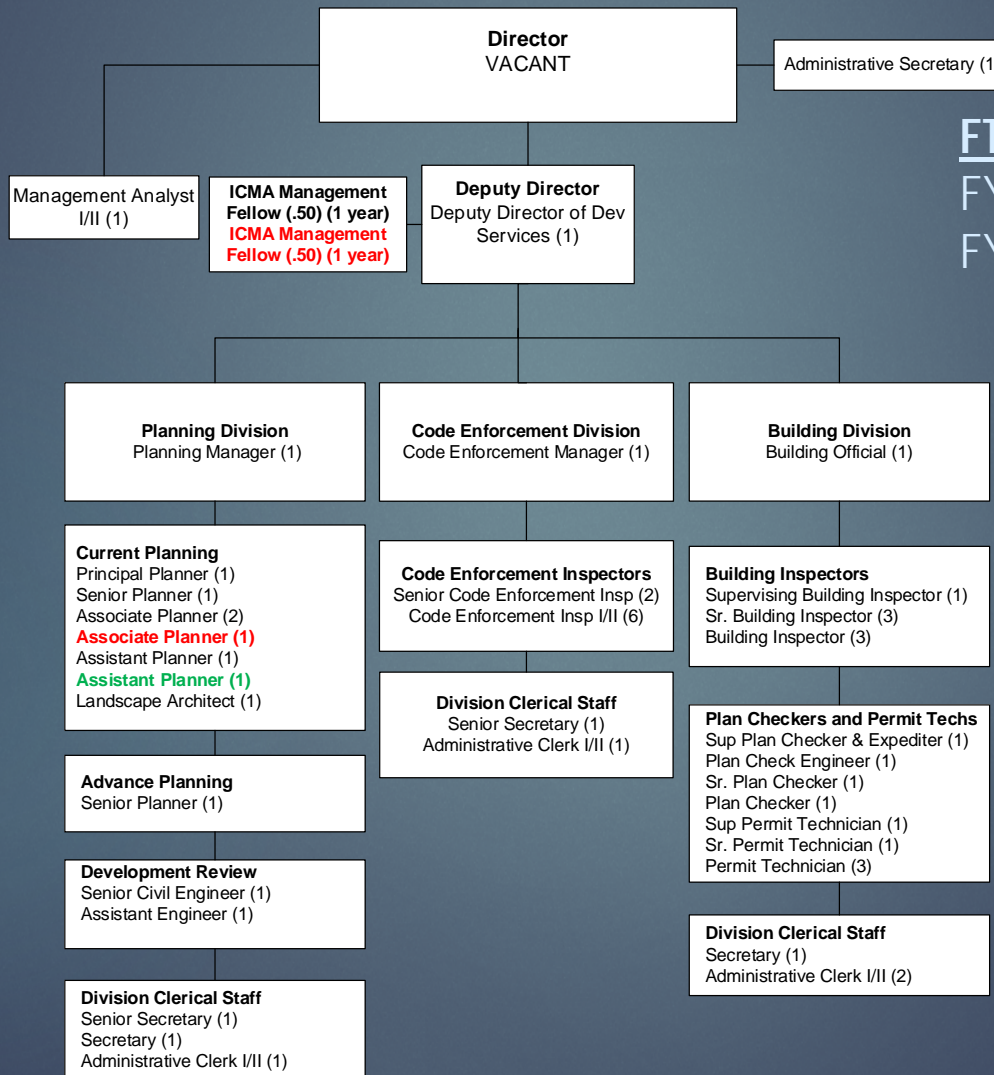 Director
VACANT
Administrative Secretary (1
FY
FY
Management Analyst
I/II (1)
ICMA Management
Fellow (.50) (1 year)
ICMA Management
Fellow (.50) (1 year)
Deputy Director
Deputy Director of Dev
Services (1)
Planning Division
Planning Manager (1)
Current Planning
Principal Planner (1)
Senior Planner (1)
Associate Planner (2)
Associate Planner (1)
Assistant Planner (1)
Assistant Planner (1)
Landscape Architect (1)
Advance Planning
Senior Planner (1)
Development Review
Senior Civil Engineer (1)
Assistant Engineer (1)
Division Clerical Staff
Senior Secretary (1)
Secretary (1)
Administrative Clerk I/II (1)
Code Enforcement Division
Code Enforcement Manager (1)
Code Enforcement Inspectors
Senior Code Enforcement Insp (2)
Code Enforcement Insp I/II (6)
Division Clerical Staff
Senior Secretary (1)
Administrative Clerk I/II (1)
Building Division
Building Official (1)
Building Inspectors
Supervising Building Inspector (1)
Sr. Building Inspector (3)
Building Inspector (3)
Plan Checkers and Permit Techs
Sup Plan Checker & Expediter (1)
Plan Check Engineer (1)
Sr. Plan Checker (1)
Plan Checker (1)
Sup Permit Technician (1)
Sr. Permit Technician (1)
Permit Technician (3)
Division Clerical Staff
Secretary (1)
Administrative Clerk I/II (2)